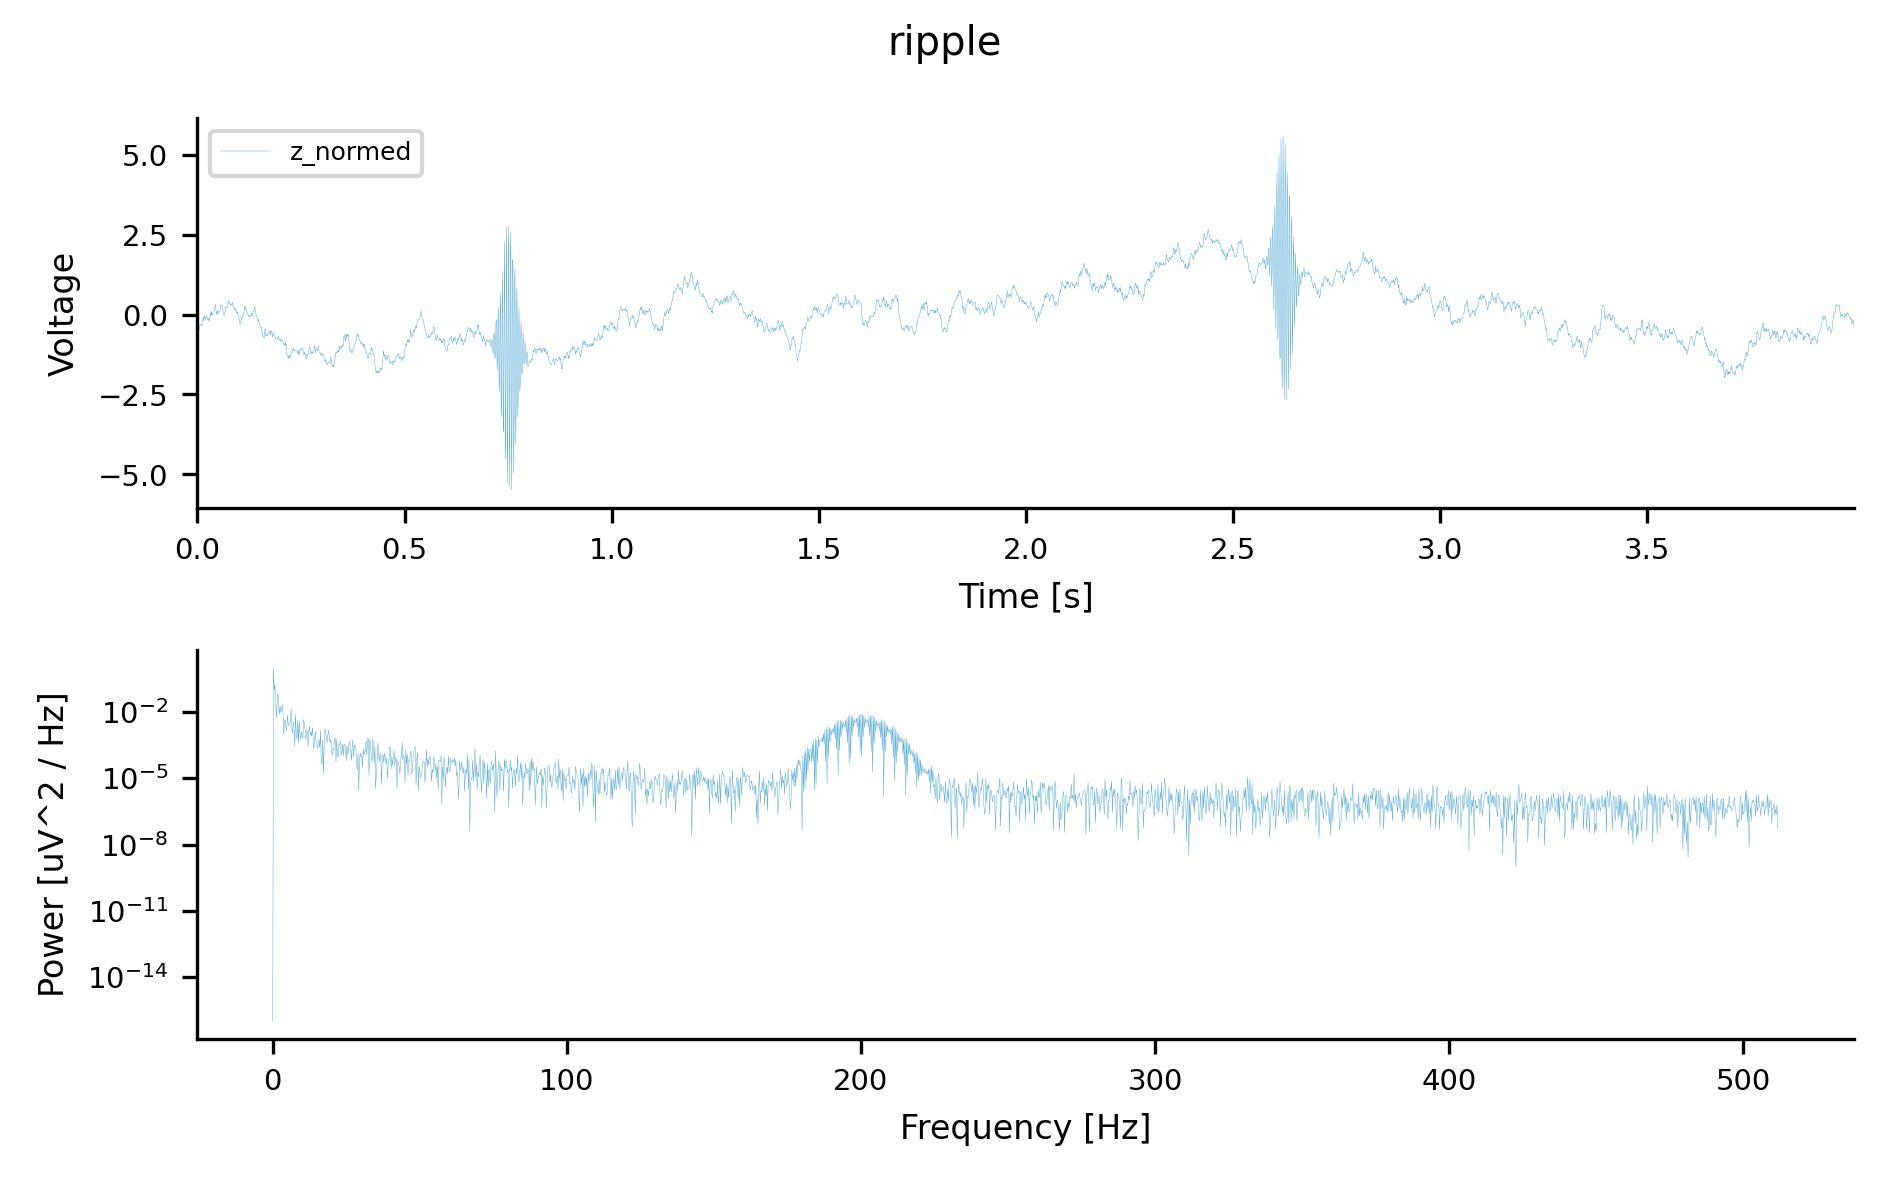 ripple
z_normed
Voltage
5.0
2.5
0.0
−2.5
−5.0
0.0 0.5 1.0 1.5 2.0 2.5 3.0 3.5
Time [s]
Power [uV^2 / Hz]
10⁻²
10⁻⁵
10⁻⁸
10⁻¹¹
10⁻¹⁴
0 100 200 300 400 500
Frequency [Hz]